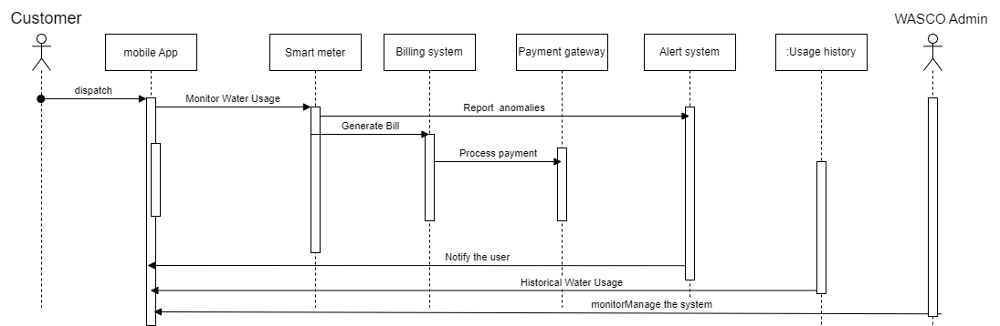 Customer
WASCO Admin
mobile App
Smart meter
Billing system
Payment gateway
Alert system
:Usage history
dispatch
Monitor Water Usage
Report anomalies
Generate Bill
Process payment
Notify the user
Historical Water Usage
monitorManage the system